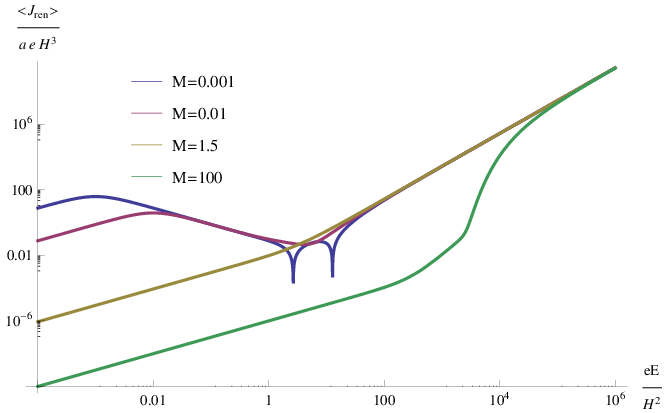 <J_ren>
a e H^3
M=0.001
M=0.01
M=1.5
M=100
10^6
100
0.01
10^-6
0.01
1
100
10^4
10^6
eE
H^2